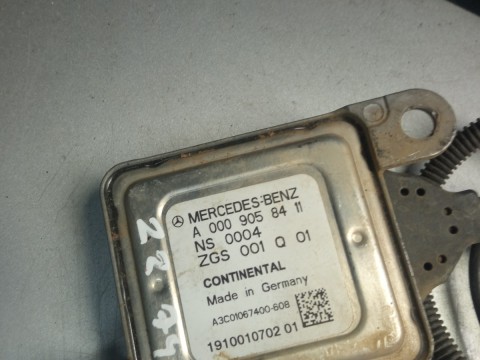 MERCEDES-BENZ
A 000 905 84 11
NS 0004
ZGS 001 Q 01
CONTINENTAL
Made in Germany
A3C01067400-608
1910010702 01